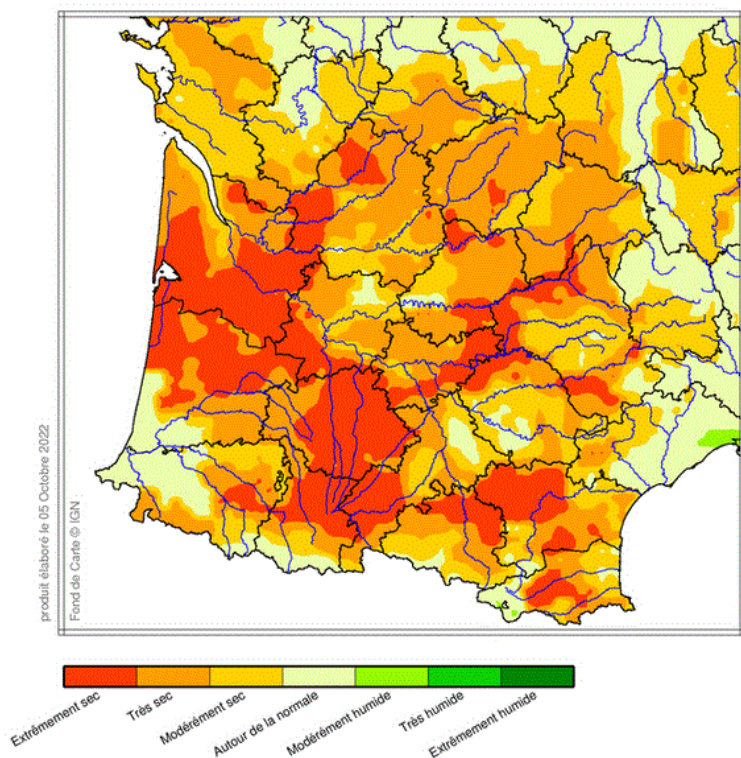 produit élaboré le 05 Octobre 2022
Fond de Carte © IGN
Extrêmement sec
Très sec
Modérément sec
Autour de la normale
Modérément humide
Très humide
Extrêmement humide